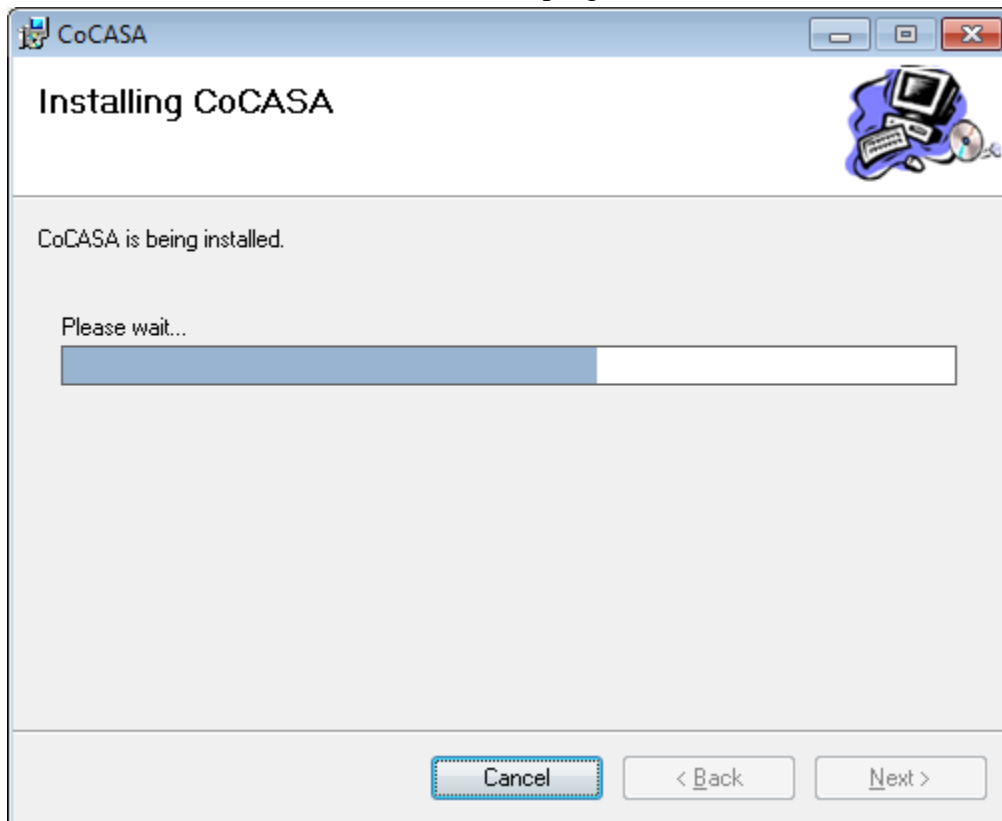 CoCASA
Installing CoCASA
CoCASA is being installed.
Please wait...
Cancel
< Back
Next >